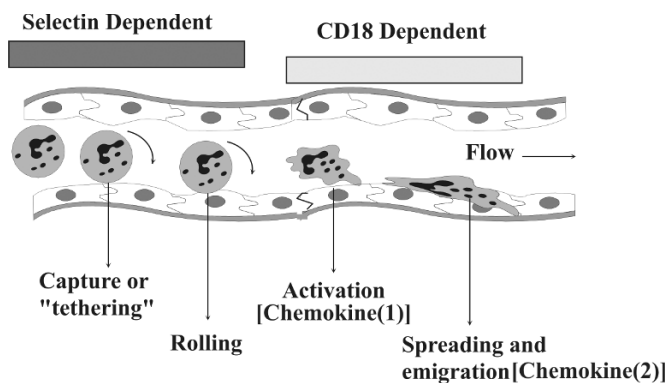 Selectin Dependent
CD18 Dependent
Flow
Capture or
"tethering"
Rolling
Activation
[Chemokine(1)]
Spreading and
emigration[Chemokine(2)]